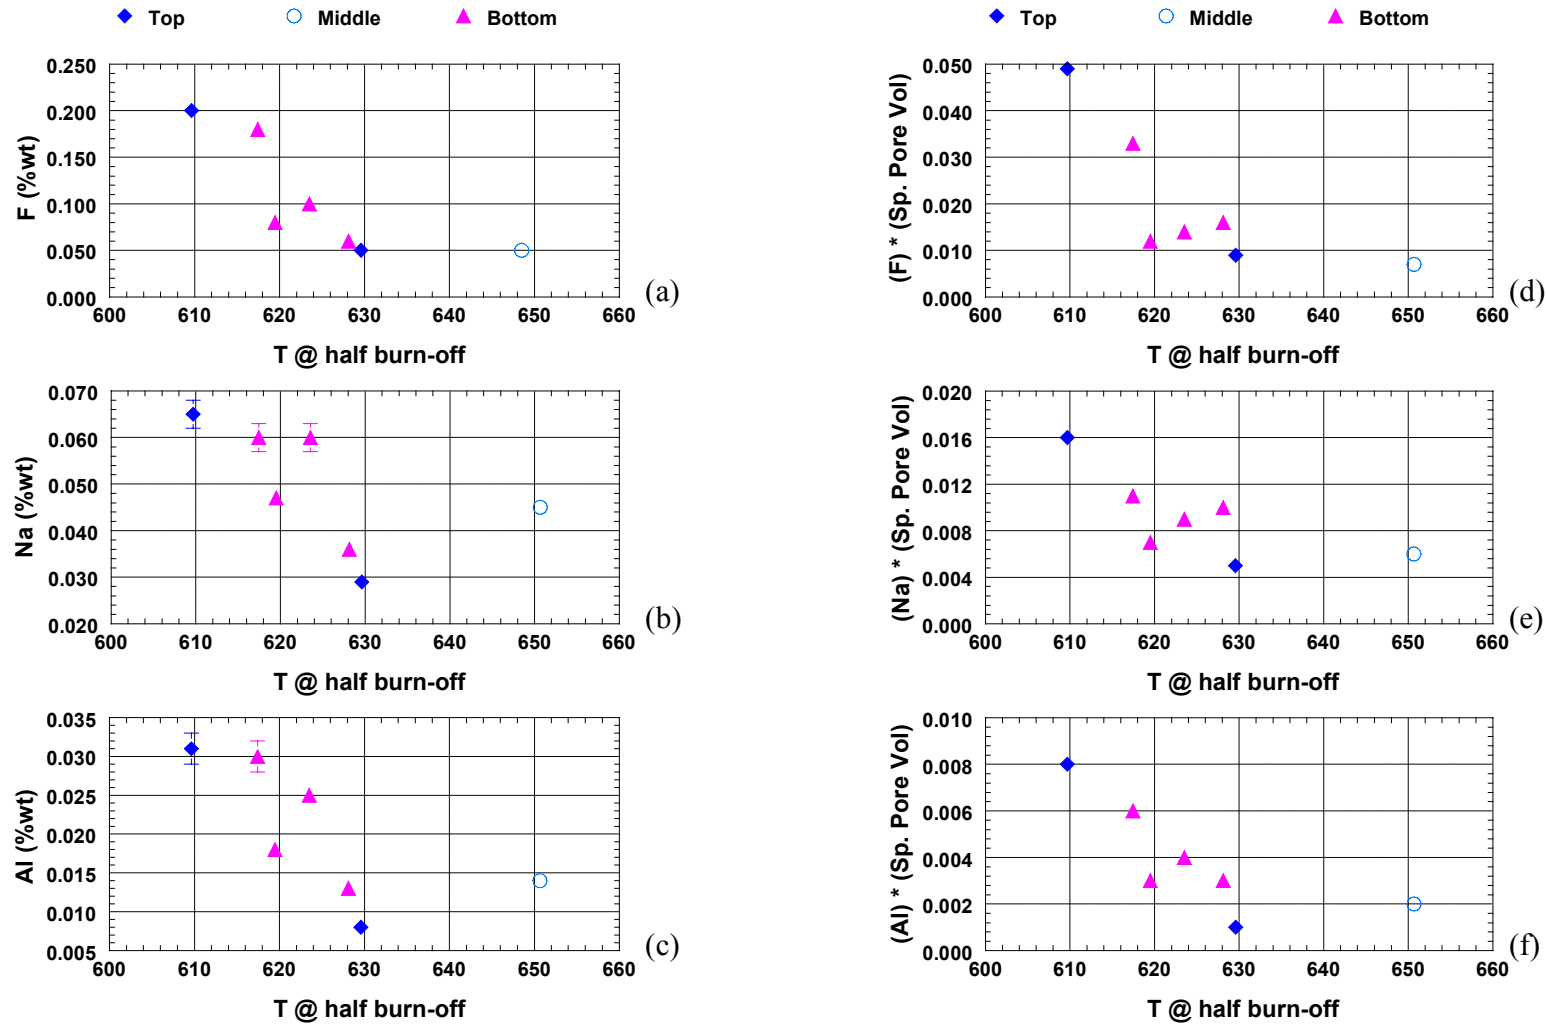 Top Middle Bottom
0.250
0.200
0.150
0.100
0.050
0.000
F (%wt)
600 610 620 630 640 650 660
T @ half burn-off
(a)
0.070
0.060
0.050
0.040
0.030
0.020
Na (%wt)
600 610 620 630 640 650 660
T @ half burn-off
(b)
0.035
0.030
0.025
0.020
0.015
0.010
0.005
Al (%wt)
600 610 620 630 640 650 660
T @ half burn-off
(c)
Top Middle Bottom
0.050
0.040
0.030
0.020
0.010
0.000
(F) * (Sp. Pore Vol)
600 610 620 630 640 650 660
T @ half burn-off
(d)
0.020
0.016
0.012
0.008
0.004
0.000
(Na) * (Sp. Pore Vol)
600 610 620 630 640 650 660
T @ half burn-off
(e)
0.010
0.008
0.006
0.004
0.002
0.000
(Al) * (Sp. Pore Vol)
600 610 620 630 640 650 660
T @ half burn-off
(f)